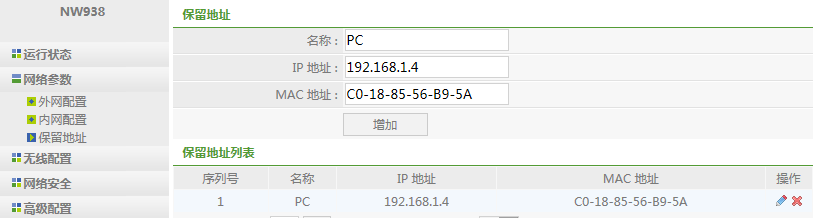 NW938
运行状态
网络参数
外网配置
内网配置
保留地址
无线配置
网络安全
高级配置
保留地址
名称： PC
IP 地址： 192.168.1.4
MAC 地址： C0-18-85-56-B9-5A
增加
保留地址列表
序列号 名称 IP 地址 MAC 地址 操作
1 PC 192.168.1.4 C0-18-85-56-B9-5A